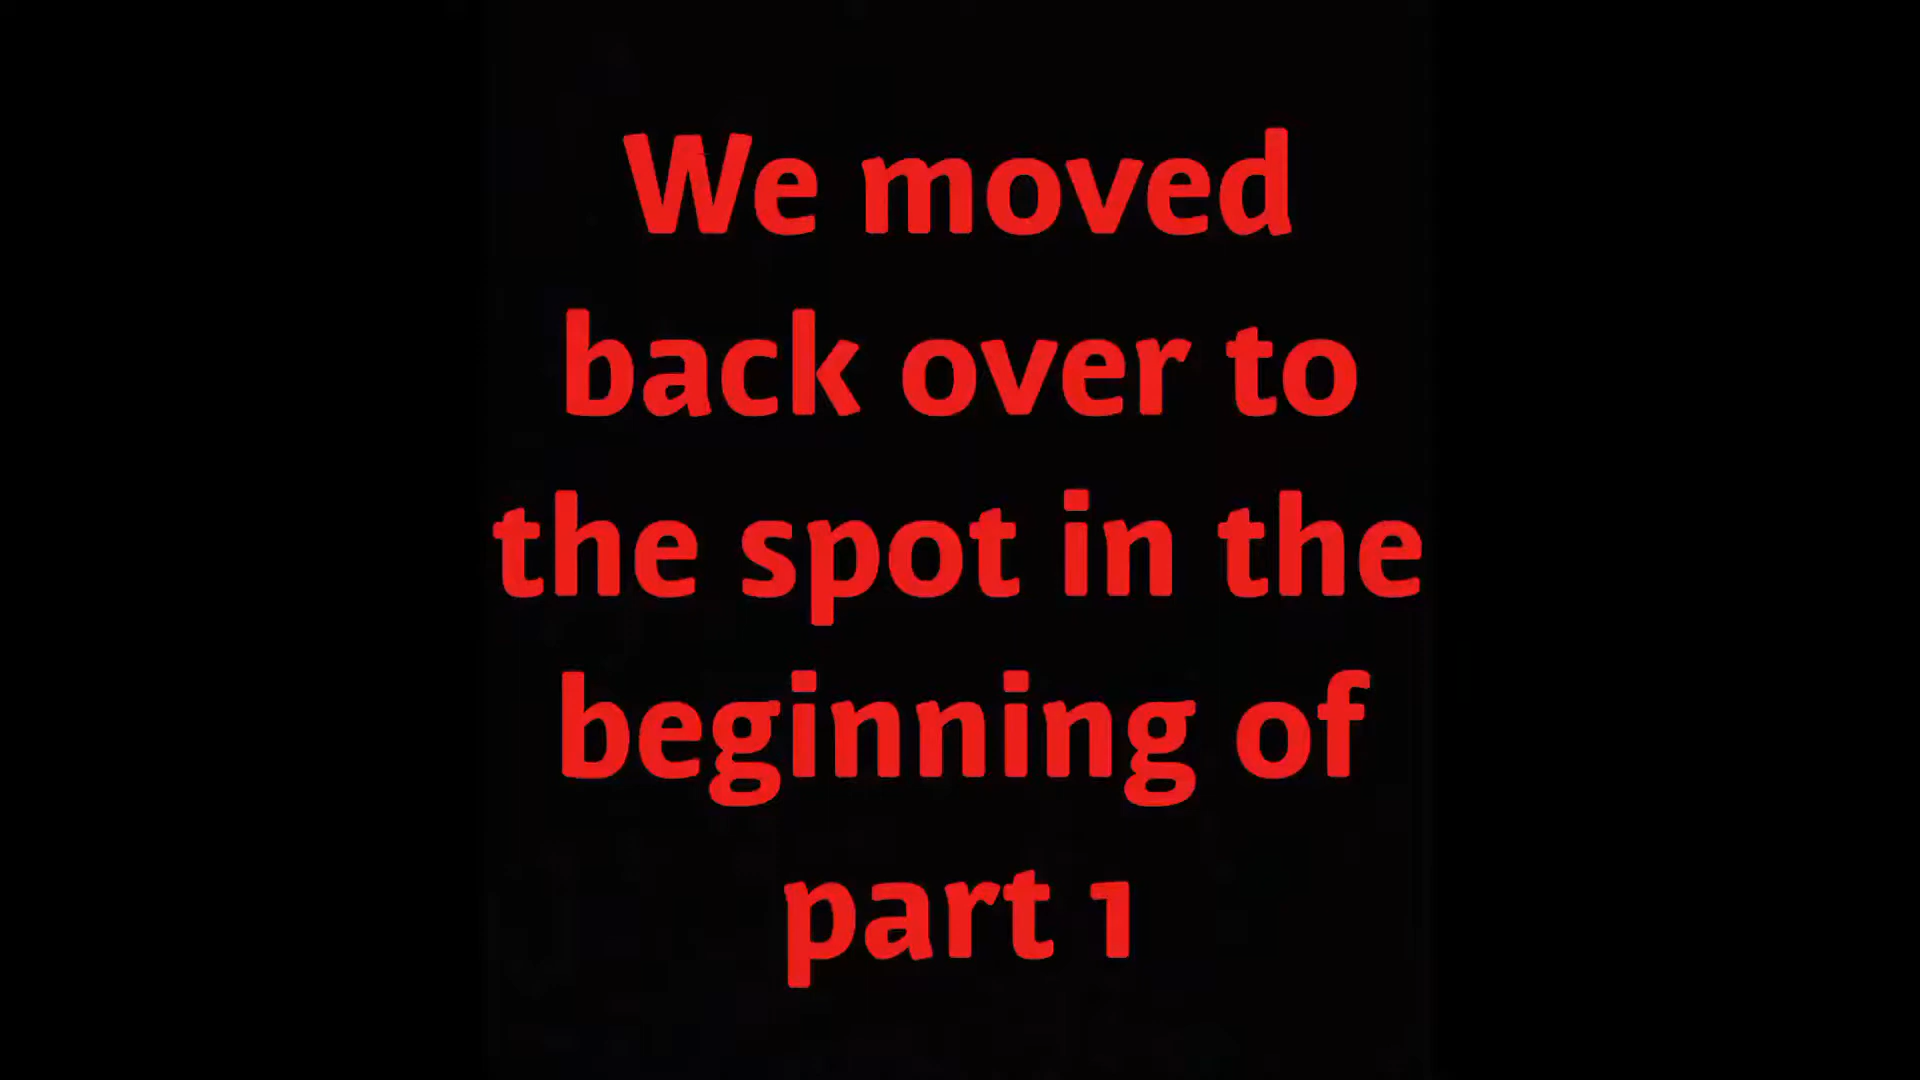 We moved
back over to
the spot in the
beginning of
part 1